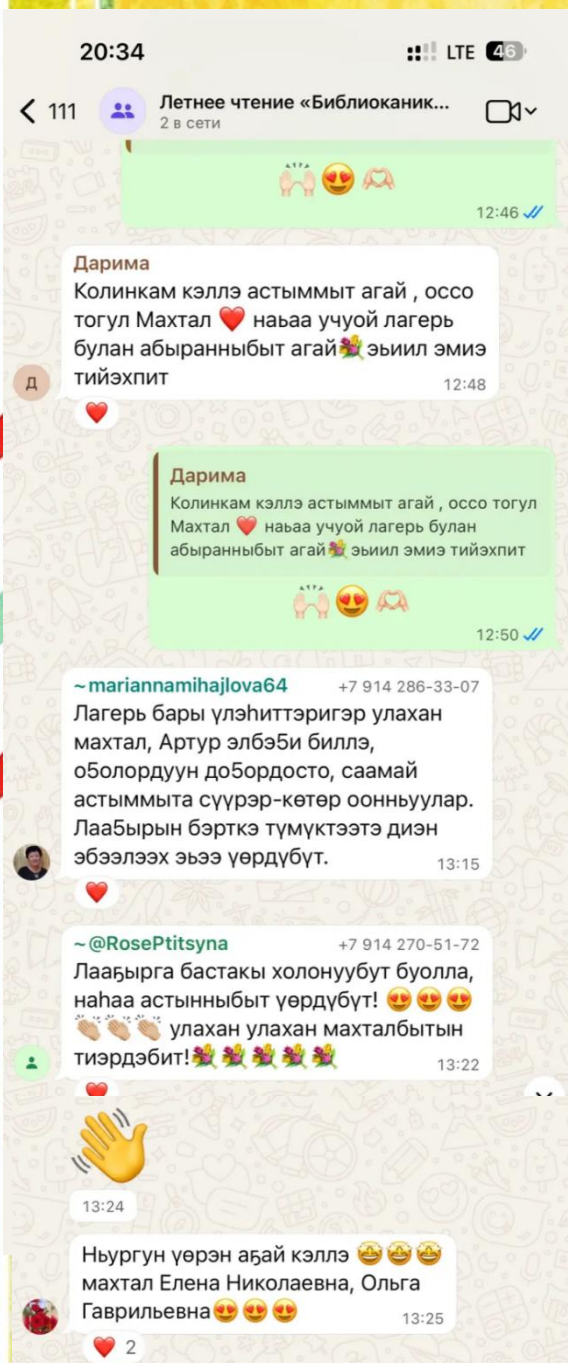 20:34
LTE 46
111
Летнее чтение «Библиоканик...
2 в сети
🙌🏻😍🫶🏻
12:46
Дарима
Колинкам кэллэ астыммыт агай , оссо
тогул Махтал ❤️ наьаа учуой лагерь
булан абыранныбыт агай💐эьиил эмиэ
тийэхпит
12:48
Д
❤️
Дарима
Колинкам кэллэ астыммыт агай , оссо тогул
Махтал ❤️ наьаа учуой лагерь булан
абыранныбыт агай💐эьиил эмиэ тийэхпит
🙌🏻😍🫶🏻
12:50
~mariannamihajlova64 +7 914 286-33-07
Лагерь бары үлэһиттэригэр улахан
махтал, Артур элбэ5и биллэ,
о5олордуун до5ордосто, саамай
астыммыта сүүрэр-көтөр оонньуулар.
Лаа5ырын бэрткэ түмүктээтэ диэн
эбээлээх эьээ үөрдүбүт.
13:15
❤️
~@RosePtitsyna +7 914 270-51-72
Лааҕырга бастакы холонуубут буолла,
наһаа астынныбыт үөрдүбүт! 😍😍😍
👏🏻👏🏻👏🏻 улахан улахан махталбытын
тиэрдэбит!💐💐💐💐💐
13:22
❤️
👋
13:24
Ньургун үөрэн аҕай кэллэ 🤩🤩🤩
махтал Елена Николаевна, Ольга
Гаврильевна😍😍😍
13:25
❤️ 2